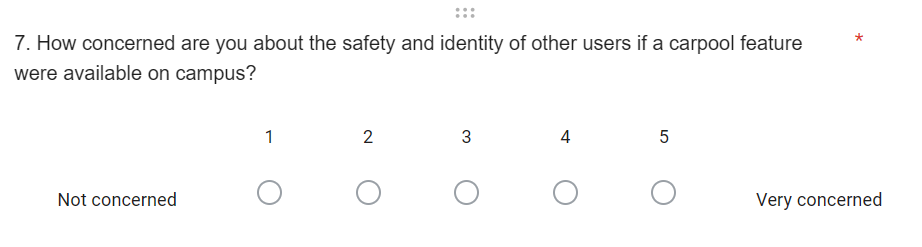 7. How concerned are you about the safety and identity of other users if a carpool feature *
were available on campus?
1 2 3 4 5
Not concerned Very concerned